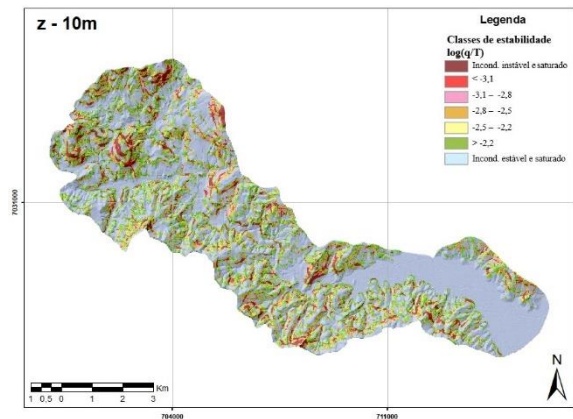 z - 10m
Legenda
Classes de estabilidade
log(q/T)
Incond. instável e saturado
< -3,1
-3,1 – -2,8
-2,8 – -2,5
-2,5 – -2,2
> -2,2
Incond. estável e saturado
7031000
N
Km
1 0,5 0 1 2 3
704000
711000